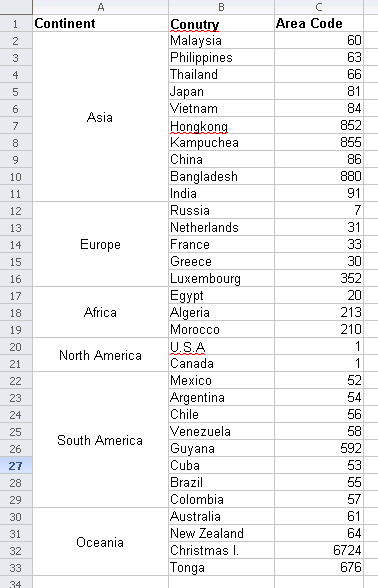 A B C
1 Continent Conutry Area Code
2 Malaysia 60
3 Philippines 63
4 Thailand 66
5 Japan 81
6 Asia Vietnam 84
7 Hongkong 852
8 Kampuchea 855
9 China 86
10 Bangladesh 880
11 India 91
12 Russia 7
13 Netherlands 31
14 Europe France 33
15 Greece 30
16 Luxembourg 352
17 Egypt 20
18 Africa Algeria 213
19 Morocco 210
20 North America U.S.A 1
21 Canada 1
22 Mexico 52
23 Argentina 54
24 Chile 56
25 South America Venezuela 58
26 Guyana 592
27 Cuba 53
28 Brazil 55
29 Colombia 57
30 Australia 61
31 Oceania New Zealand 64
32 Christmas I. 6724
33 Tonga 676
34